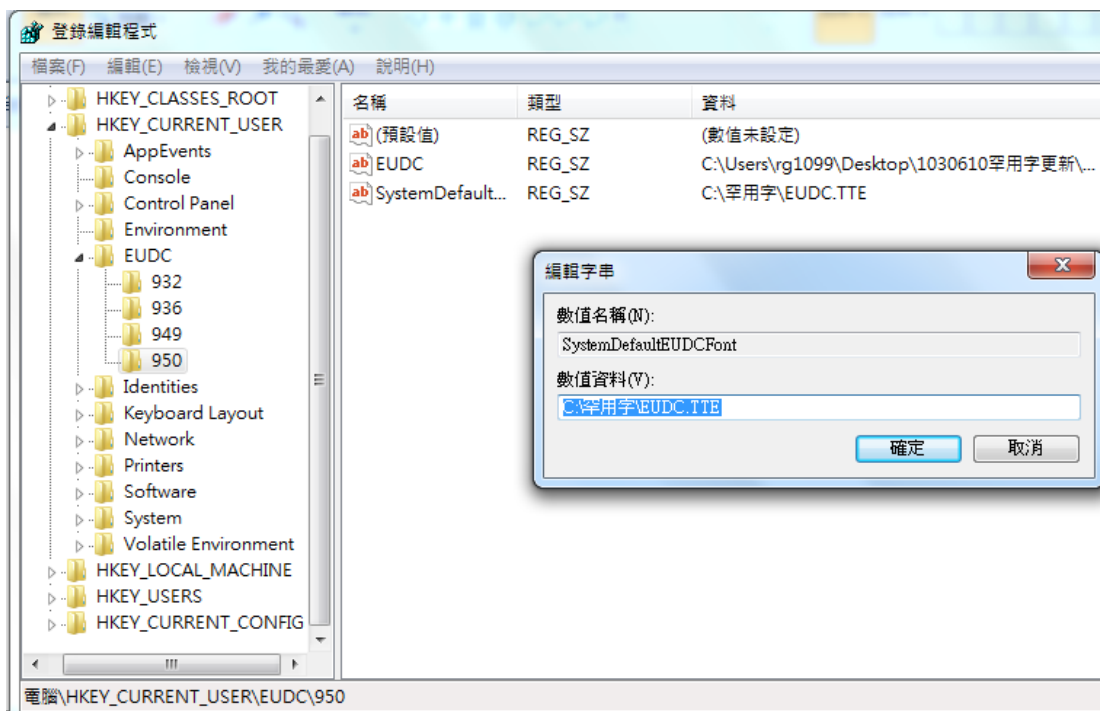 登錄編輯程式
檔案(F) 編輯(E) 檢視(V) 我的最愛(A) 說明(H)
HKEY_CLASSES_ROOT
HKEY_CURRENT_USER
AppEvents
Console
Control Panel
Environment
EUDC
932
936
949
950
Identities
Keyboard Layout
Network
Printers
Software
System
Volatile Environment
HKEY_LOCAL_MACHINE
HKEY_USERS
HKEY_CURRENT_CONFIG
名稱 類型 資料
ab (預設值) REG_SZ (數值未設定)
ab EUDC REG_SZ C:\Users\rg1099\Desktop\1030610罕用字更新\...
ab SystemDefault... REG_SZ C:\罕用字\EUDC.TTE
編輯字串
數值名稱(N):
SystemDefaultEUDCFont
數值資料(V):
C:\罕用字\EUDC.TTE
確定 取消
電腦\HKEY_CURRENT_USER\EUDC\950